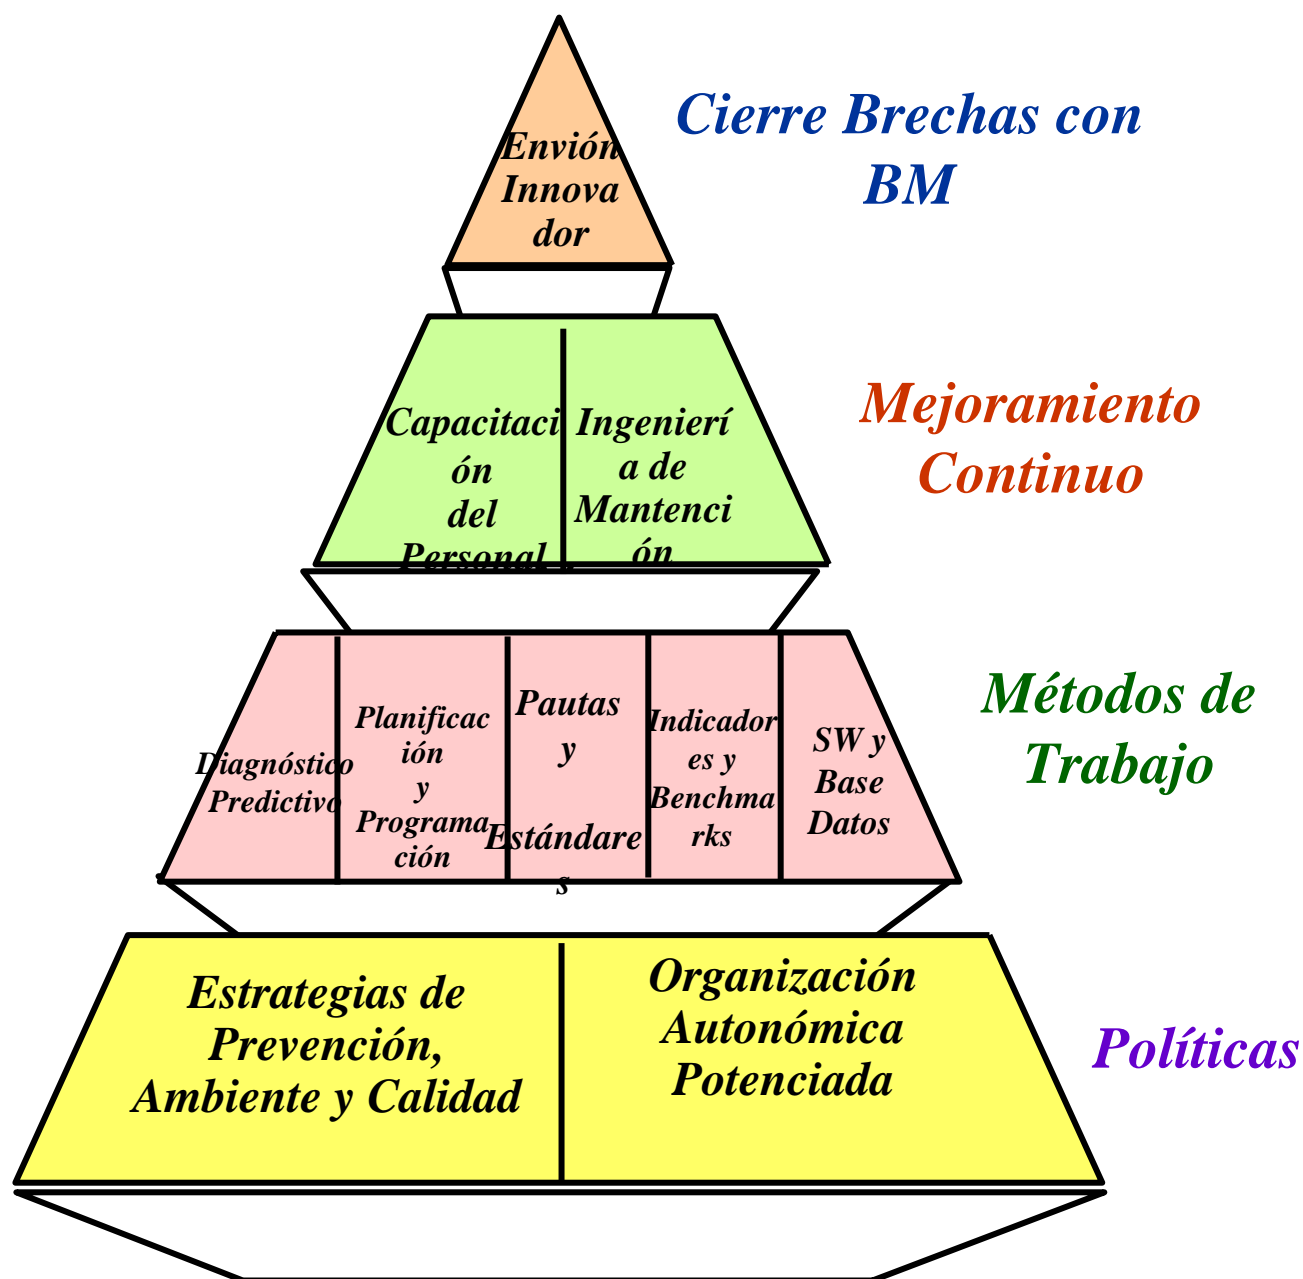 Cierre Brechas con
BM
Envión
Innova
dor
Mejoramiento
Continuo
Capacitaci
ón
del
Personal
Ingenierí
a de
Mantenci
ón
Métodos de
Trabajo
Diagnóstico
Predictivo
Planificac
ión
y
Programa
ción
Pautas
y
Estándare
s
Indicador
es y
Benchma
rks
SW y
Base
Datos
Estrategias de
Prevención,
Ambiente y Calidad
Organización
Autonómica
Potenciada
Políticas